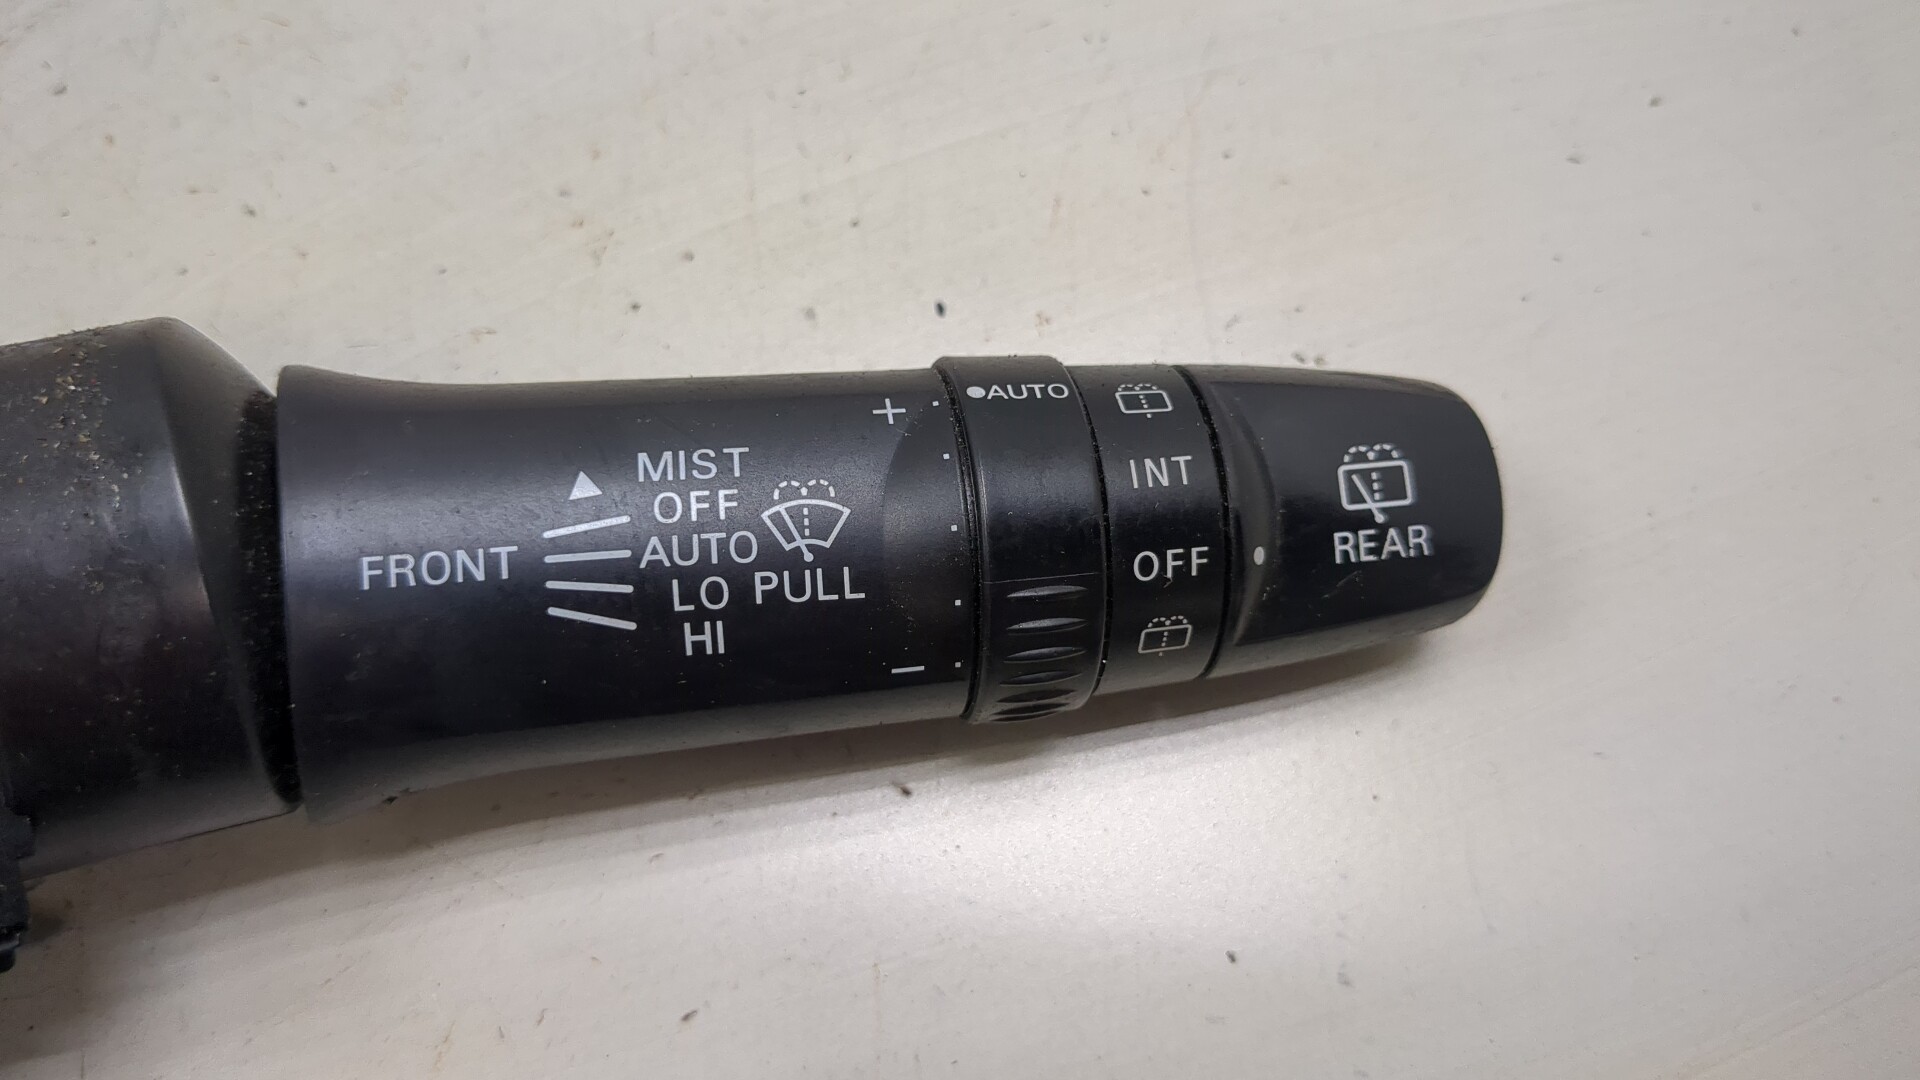 FRONT
MIST
OFF
AUTO
LO PULL
HI
+
−
●AUTO
INT
OFF
REAR